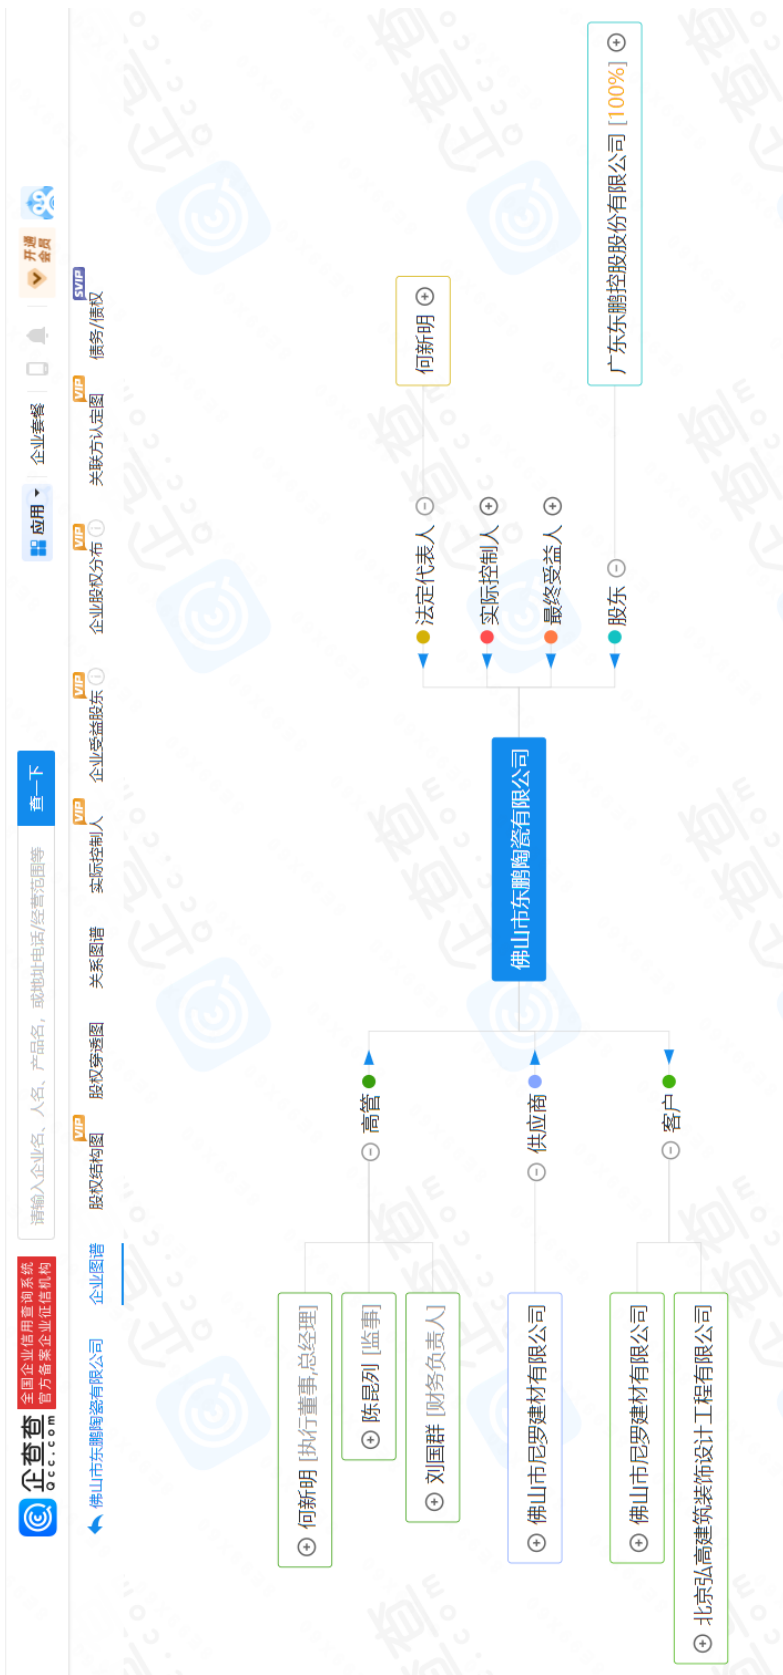 企查查
Qcc.com
全国企业信用查询系统
官方备案企业征信机构
请输入企业名、人名、产品名，或地址电话/经营范围等
查一下
应用
企业套餐
开通
会员
佛山市东鹏陶瓷有限公司
企业图谱
股权结构图
VIP
股权穿透图
关系图谱
实际控制人
VIP
企业受益股东
VIP
企业股权分布
VIP
关联方认定图
VIP
债务/债权
SVIP
何新明 [执行董事,总经理]
陈昆列 [监事]
刘国群 [财务负责人]
高管
佛山市尼罗建材有限公司
供应商
佛山市尼罗建材有限公司
北京弘高建筑装饰设计工程有限公司
客户
佛山市东鹏陶瓷有限公司
法定代表人
何新明
实际控制人
最终受益人
股东
广东东鹏控股股份有限公司 [100%]